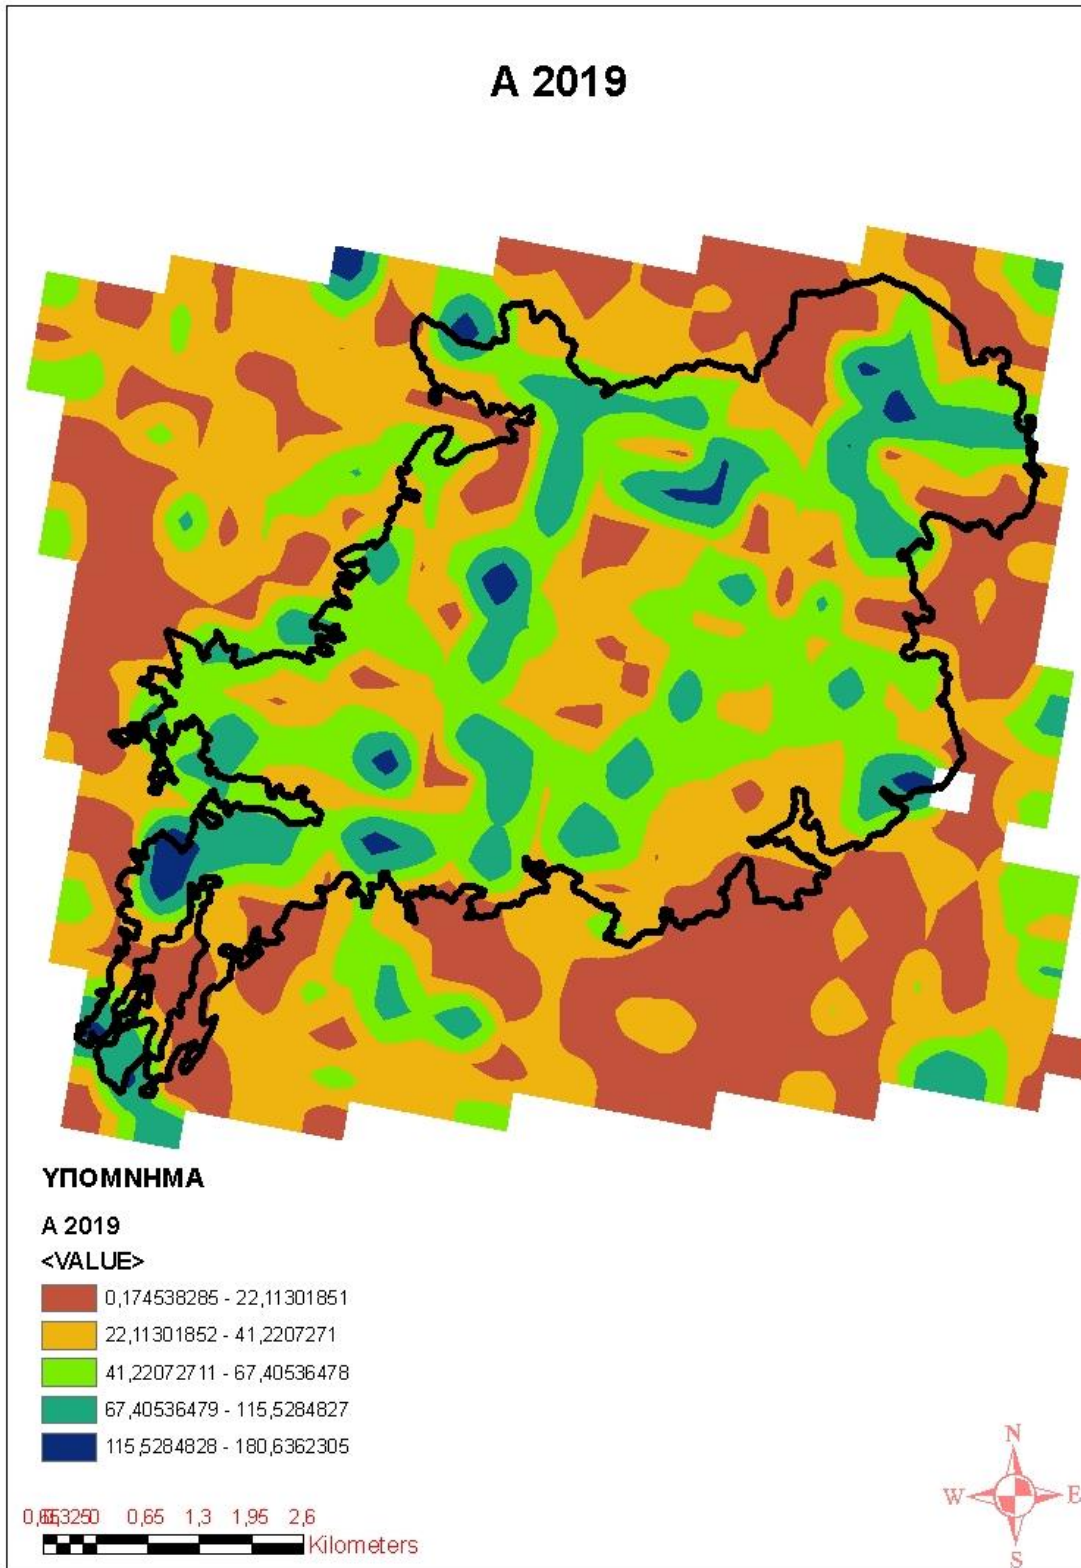 A 2019
ΥΠΟΜΝΗΜΑ
A 2019
<VALUE>
0,174538285 - 22,11301851
22,11301852 - 41,2207271
41,22072711 - 67,40536478
67,40536479 - 115,5284827
115,5284828 - 180,6362305
0 0,65 1,3 1,95 2,6
Kilometers
N
W E
S